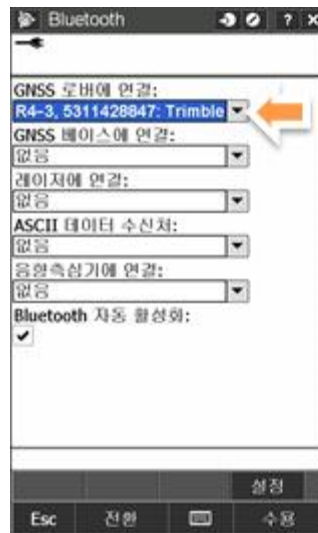 Bluetooth
GNSS 로버에 연결:
R4-3, 5311428847: Trimble
GNSS 베이스에 연결:
없음
레이저에 연결:
없음
ASCII 데이터 수신처:
없음
음향측심기에 연결:
없음
Bluetooth 자동 활성화:
설정
Esc 전환 수용